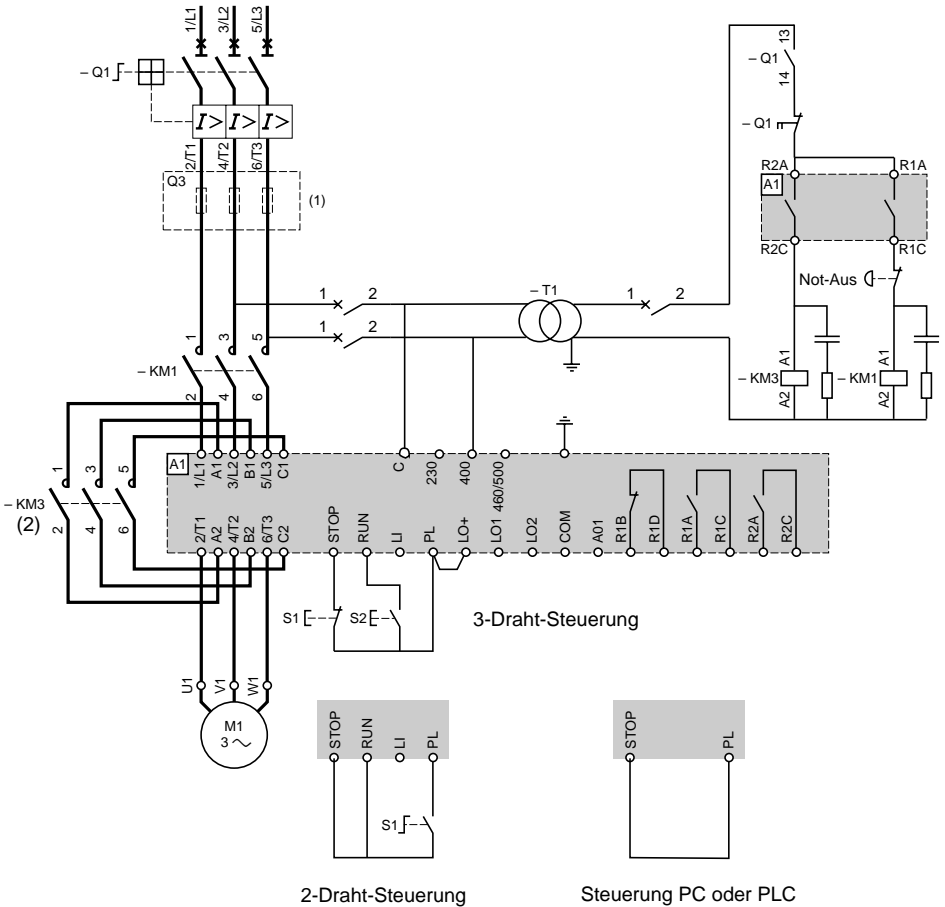 1/L1 3/L2 5/L3
– Q1
I> I> I>
2/T1 4/T2 6/T3
Q3
(1)
13
– Q1
14
– Q1
R2A R1A
A1
R2C R1C
Not-Aus
1 2 – T1 1 2
1 2
1 3 5
– KM1
2 4 6
A1 A1
– KM3 – KM1
A2 A2
1 3 5
– KM3
(2)
2 4 6
A1
1/L1 A1 3/L2 B1 5/L3 C1 C 230 400 460/500
2/T1 A2 4/T2 B2 6/T3 C2 STOP RUN LI PL LO+ LO1 LO2 COM A01 R1B R1D R1A R1C R2A R2C
S1 S2
3-Draht-Steuerung
U1 V1 W1
M1
3 ~
STOP RUN LI PL
S1
2-Draht-Steuerung
STOP PL
Steuerung PC oder PLC